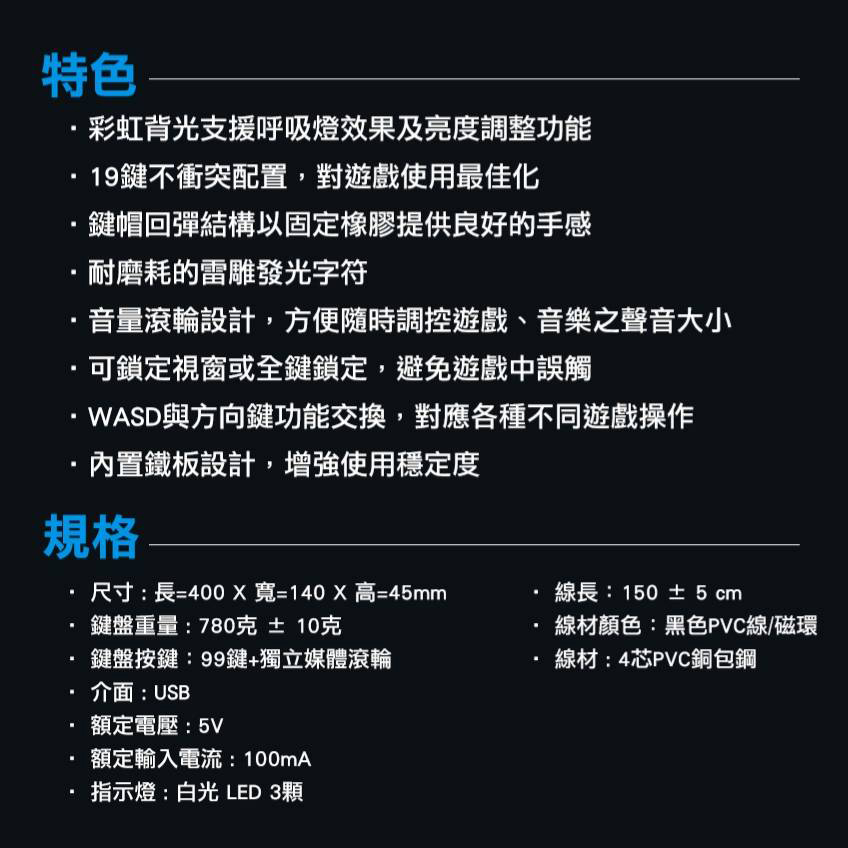 特色
· 彩虹背光支援呼吸燈效果及亮度調整功能
· 19鍵不衝突配置，對遊戲使用最佳化
· 鍵帽回彈結構以固定橡膠提供良好的手感
· 耐磨耗的雷雕發光字符
· 音量滾輪設計，方便隨時調控遊戲、音樂之聲音大小
· 可鎖定視窗或全鍵鎖定，避免遊戲中誤觸
· WASD與方向鍵功能交換，對應各種不同遊戲操作
· 內置鐵板設計，增強使用穩定度
規格
· 尺寸：長=400 X 寬=140 X 高=45mm
· 鍵盤重量：780克 ± 10克
· 鍵盤按鍵：99鍵+獨立媒體滾輪
· 介面：USB
· 額定電壓：5V
· 額定輸入電流：100mA
· 指示燈：白光 LED 3顆
· 線長：150 ± 5 cm
· 線材顏色：黑色PVC線/磁環
· 線材：4芯PVC銅包鋼